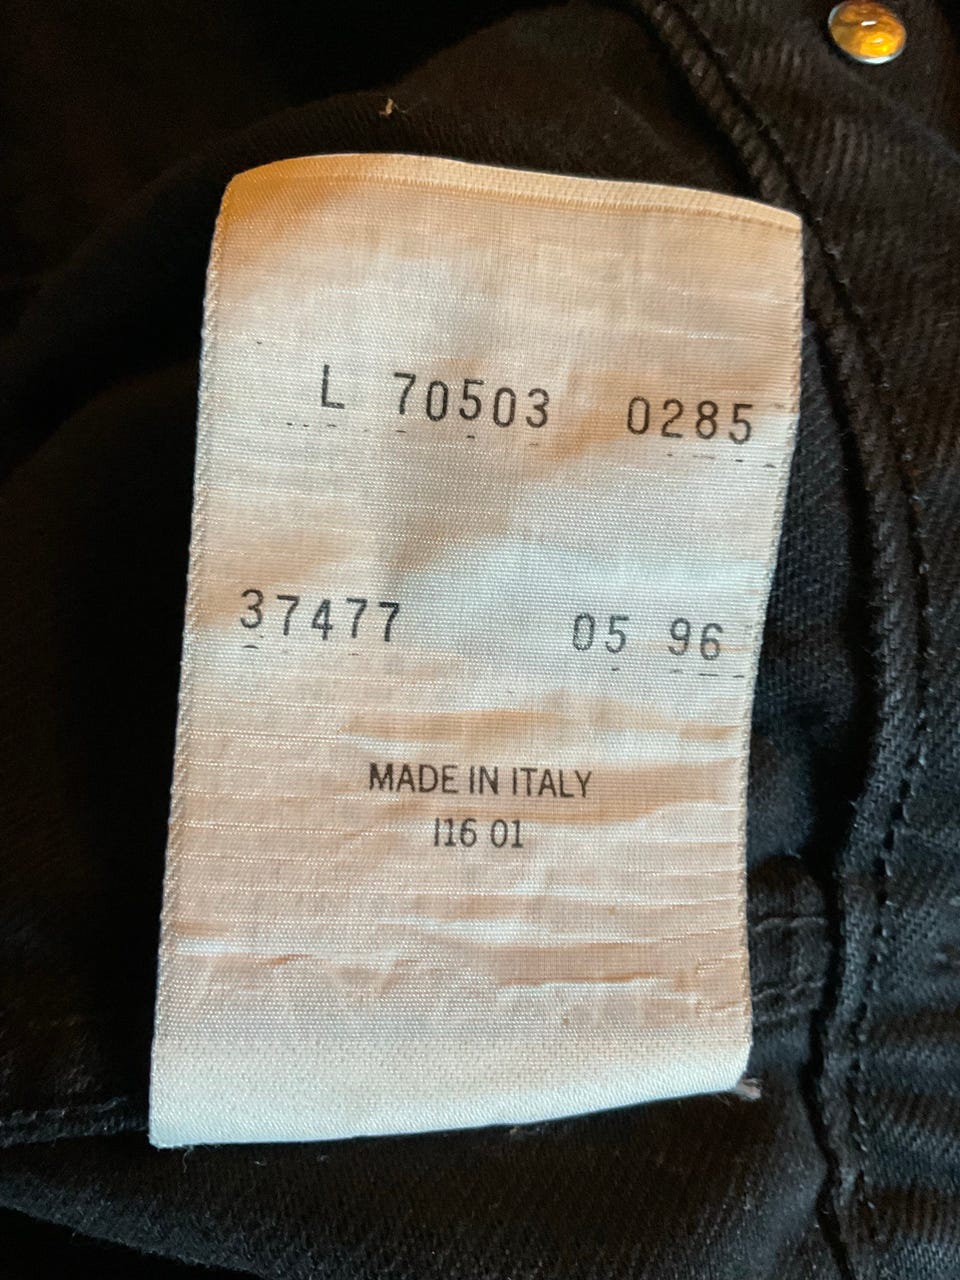 L 70503 0285
37477 05 96
MADE IN ITALY
I16 01